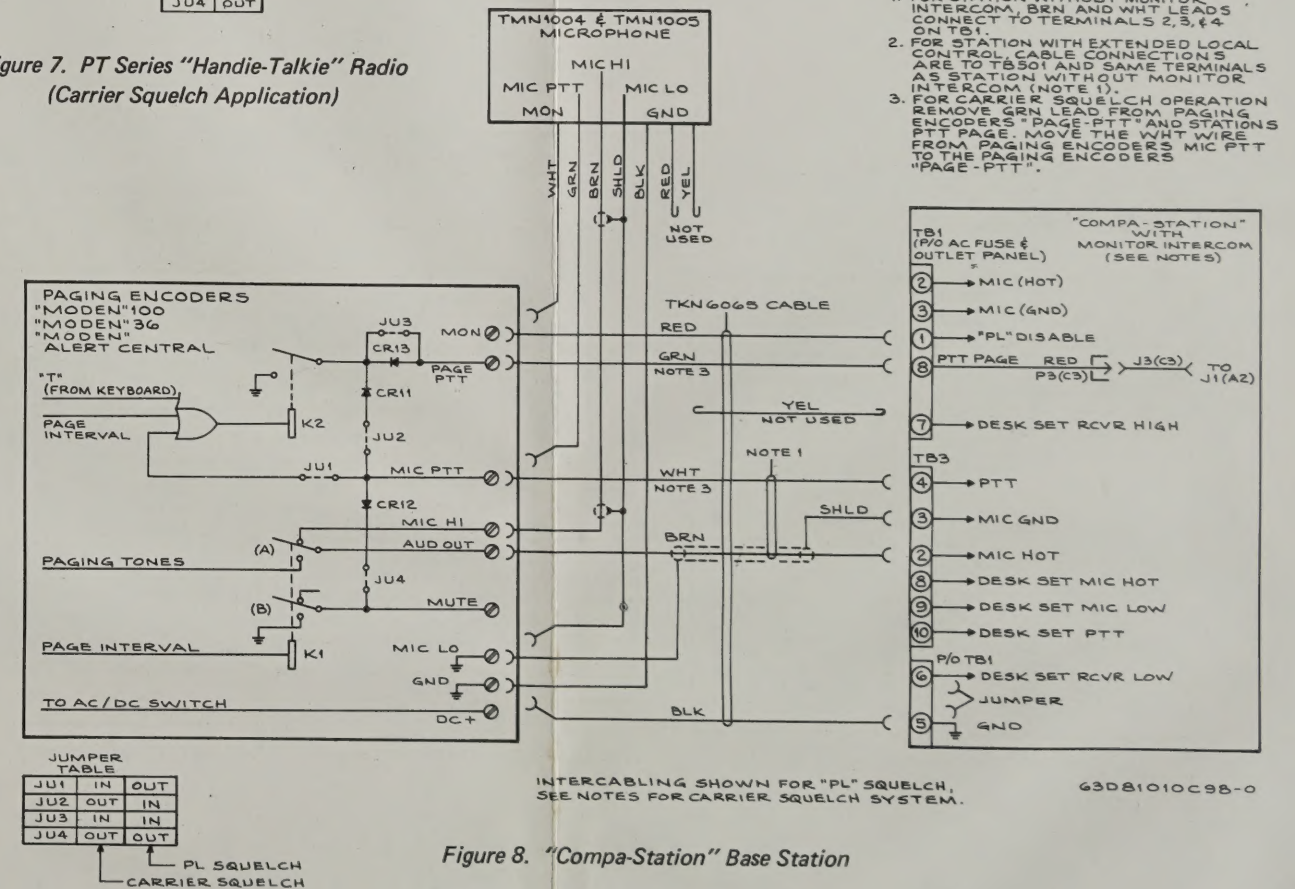 JU4 OUT
gure 7. PT Series "Handie-Talkie" Radio
(Carrier Squelch Application)
TMN1004 & TMN1005
MICROPHONE
MIC HI
MIC PTT MIC LO
MON GND
WHT
GRN
BRN
SHLD
BLK
RED
YEL
NOT
USED
INTERCOM, BRN AND WHT LEADS
CONNECT TO TERMINALS 2,3,&4
ON TB1.
2. FOR STATION WITH EXTENDED LOCAL
CONTROL, CABLE CONNECTIONS
ARE TO TB501 AND SAME TERMINALS
AS STATION WITHOUT MONITOR
INTERCOM (NOTE 1).
3. FOR CARRIER SQUELCH OPERATION
REMOVE GRN LEAD FROM PAGING
ENCODERS "PAGE-PTT" AND STATIONS
PTT PAGE. MOVE THE WHT WIRE
FROM PAGING ENCODERS MIC PTT
TO THE PAGING ENCODERS
"PAGE-PTT".
PAGING ENCODERS
"MODEN" 100
"MODEN" 36
"MODEN"
ALERT CENTRAL
"T"
(FROM KEYBOARD)
PAGE
INTERVAL
K2
JU3
CR13
MON
PAGE
PTT
CR11
JU2
JU1
MIC PTT
CR12
MIC HI
(A)
AUD OUT
PAGING TONES
JU4
(B)
MUTE
PAGE INTERVAL
K1
MIC LO
GND
TO AC/DC SWITCH
DC+
TKN6065 CABLE
RED
GRN
NOTE 3
YEL
NOT USED
NOTE 1
WHT
NOTE 3
SHLD
BRN
BLK
TB1
(P/O AC FUSE &
OUTLET PANEL)
"COMPA-STATION"
WITH
MONITOR INTERCOM
(SEE NOTES)
2 MIC (HOT)
3 MIC (GND)
1 "PL" DISABLE
8 PTT PAGE RED P3(C3) J3(C3) TO J1(A2)
7 DESK SET RCVR HIGH
TB3
4 PTT
3 MIC GND
2 MIC HOT
8 DESK SET MIC HOT
9 DESK SET MIC LOW
10 DESK SET PTT
P/O TB1
6 DESK SET RCVR LOW
JUMPER
5 GND
JUMPER
TABLE
JU1 IN OUT
JU2 OUT IN
JU3 IN IN
JU4 OUT OUT
PL SQUELCH
CARRIER SQUELCH
INTERCABLING SHOWN FOR "PL" SQUELCH,
SEE NOTES FOR CARRIER SQUELCH SYSTEM.
63D81010C98-O
Figure 8. "Compa-Station" Base Station